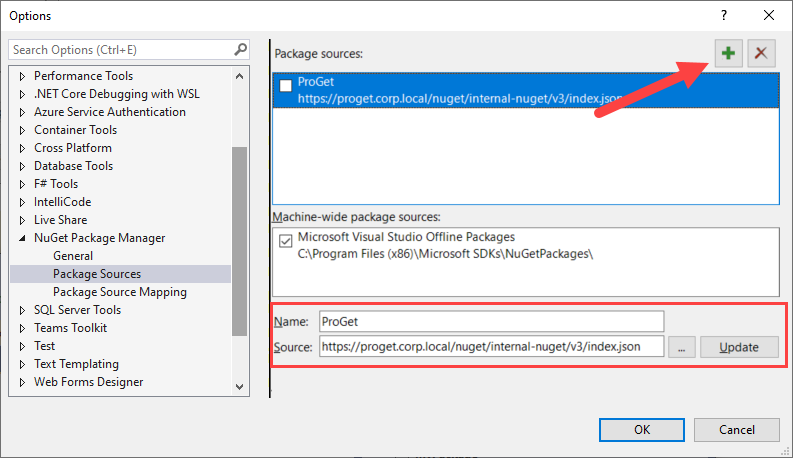 Options
?
Search Options (Ctrl+E)
Performance Tools
.NET Core Debugging with WSL
Azure Service Authentication
Container Tools
Cross Platform
Database Tools
F# Tools
IntelliCode
Live Share
NuGet Package Manager
General
Package Sources
Package Source Mapping
SQL Server Tools
Teams Toolkit
Test
Text Templating
Web Forms Designer
Package sources:
ProGet
https://proget.corp.local/nuget/internal-nuget/v3/index.json
Machine-wide package sources:
Microsoft Visual Studio Offline Packages
C:\Program Files (x86)\Microsoft SDKs\NuGetPackages\
Name: ProGet
Source: https://proget.corp.local/nuget/internal-nuget/v3/index.json ... Update
OK Cancel